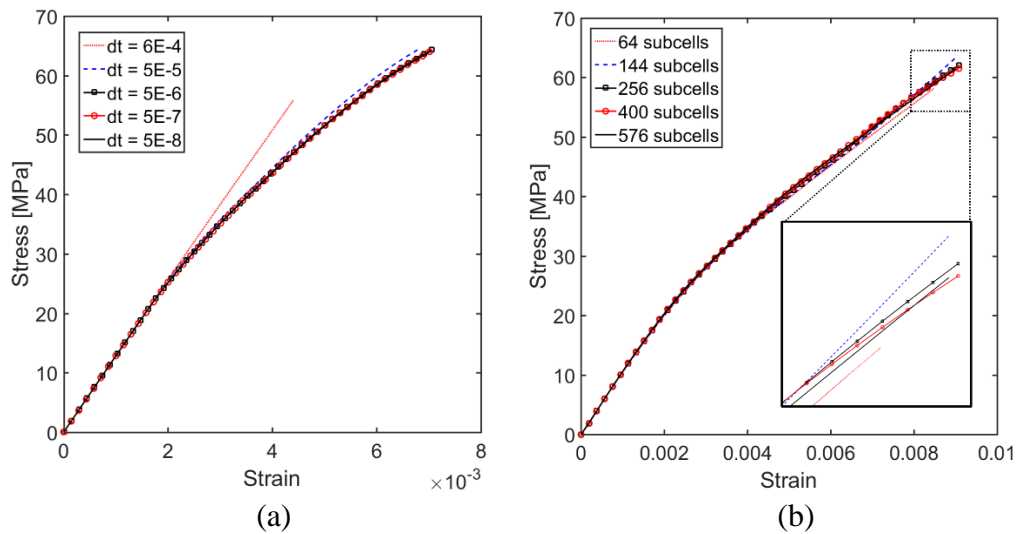 70
60
50
40
30
20
10
0
Stress [MPa]
dt = 6E-4
dt = 5E-5
dt = 5E-6
dt = 5E-7
dt = 5E-8
0 2 4 6 8
Strain
×10⁻³
(a)
70
60
50
40
30
20
10
0
Stress [MPa]
64 subcells
144 subcells
256 subcells
400 subcells
576 subcells
0 0.002 0.004 0.006 0.008 0.01
Strain
(b)